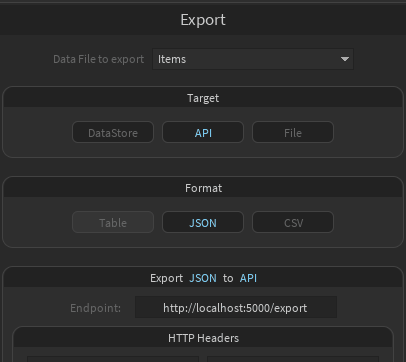 Export
Data File to export Items
Target
DataStore API File
Format
Table JSON CSV
Export JSON to API
Endpoint: http://localhost:5000/export
HTTP Headers